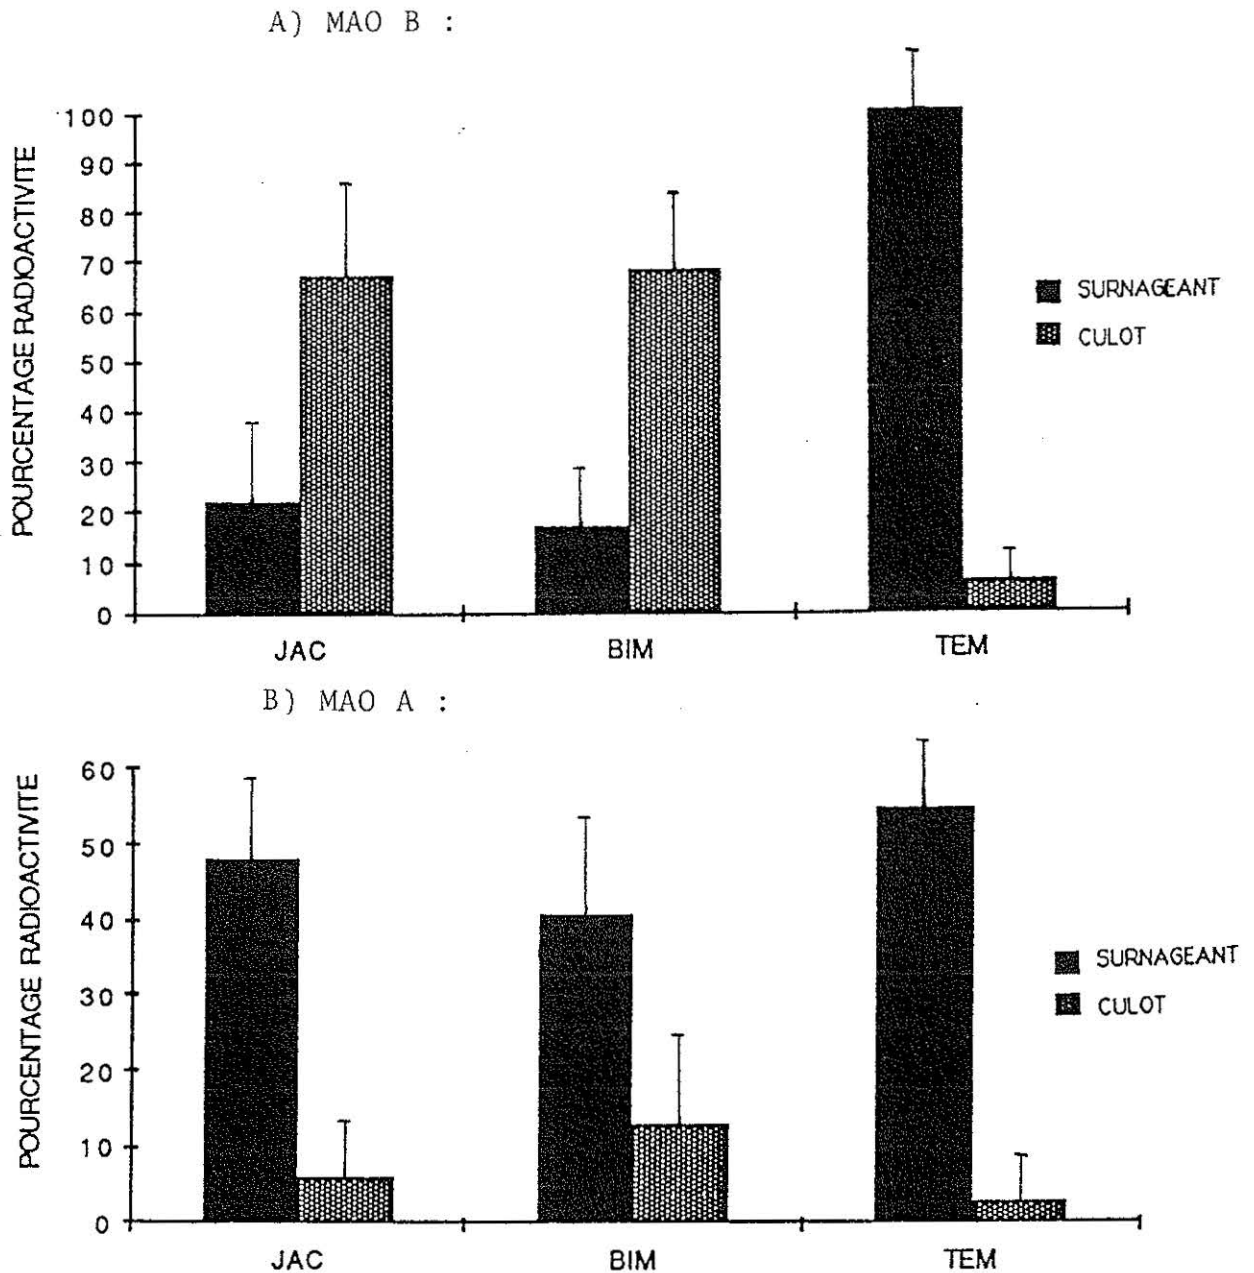 A) MAO B :
POURCENTAGE RADIOACTIVITE
100
90
80
70
60
50
40
30
20
10
0
JAC BIM TEM
SURNAGEANT
CULOT
B) MAO A :
POURCENTAGE RADIOACTIVITE
60
50
40
30
20
10
0
JAC BIM TEM
SURNAGEANT
CULOT